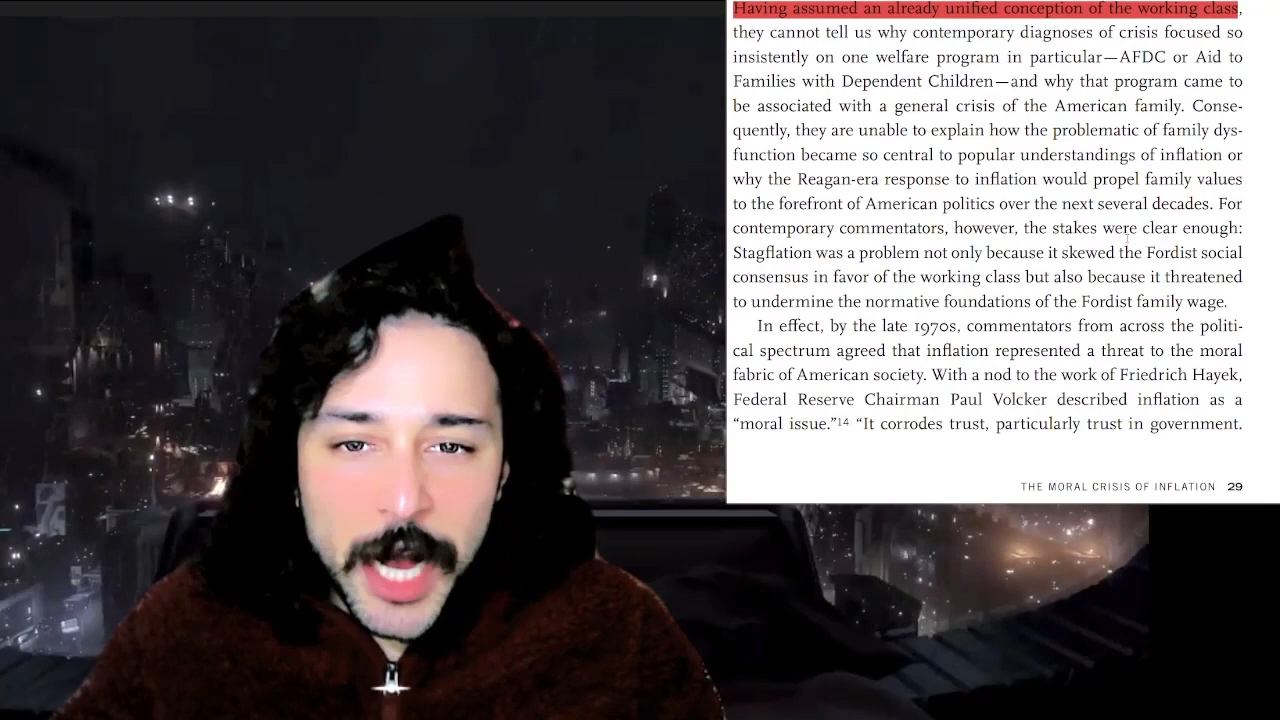 Having assumed an already unified conception of the working class,
they cannot tell us why contemporary diagnoses of crisis focused so
insistently on one welfare program in particular—AFDC or Aid to
Families with Dependent Children—and why that program came to
be associated with a general crisis of the American family. Conse-
quently, they are unable to explain how the problematic of family dys-
function became so central to popular understandings of inflation or
why the Reagan-era response to inflation would propel family values
to the forefront of American politics over the next several decades. For
contemporary commentators, however, the stakes were clear enough:
Stagflation was a problem not only because it skewed the Fordist social
consensus in favor of the working class but also because it threatened
to undermine the normative foundations of the Fordist family wage.
In effect, by the late 1970s, commentators from across the politi-
cal spectrum agreed that inflation represented a threat to the moral
fabric of American society. With a nod to the work of Friedrich Hayek,
Federal Reserve Chairman Paul Volcker described inflation as a
“moral issue.”14 “It corrodes trust, particularly trust in government.
THE MORAL CRISIS OF INFLATION 29